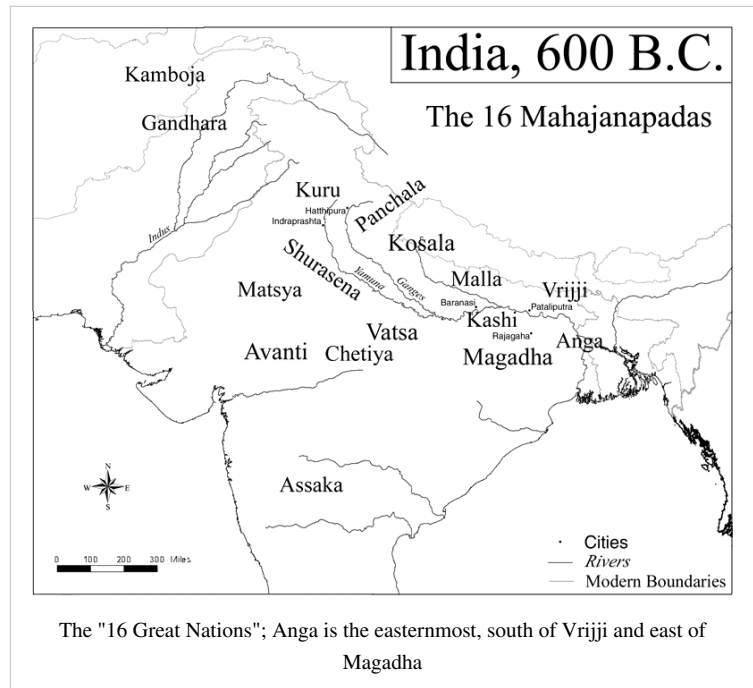 India, 600 B.C.
The 16 Mahajanapadas
Kamboja
Gandhara
Indus
Kuru
Hatthipura
Indraprashta
Panchala
Kosala
Shurasena
Yamuna
Ganges
Malla
Vrijji
Matsya
Baranasi
Pataliputra
Kashi
Vatsa
Rajagaha
Anga
Avanti
Chetiya
Magadha
Assaka
N
W E
S
0 100 200 300 Miles
Cities
Rivers
Modern Boundaries
The "16 Great Nations"; Anga is the easternmost, south of Vrijji and east of
Magadha